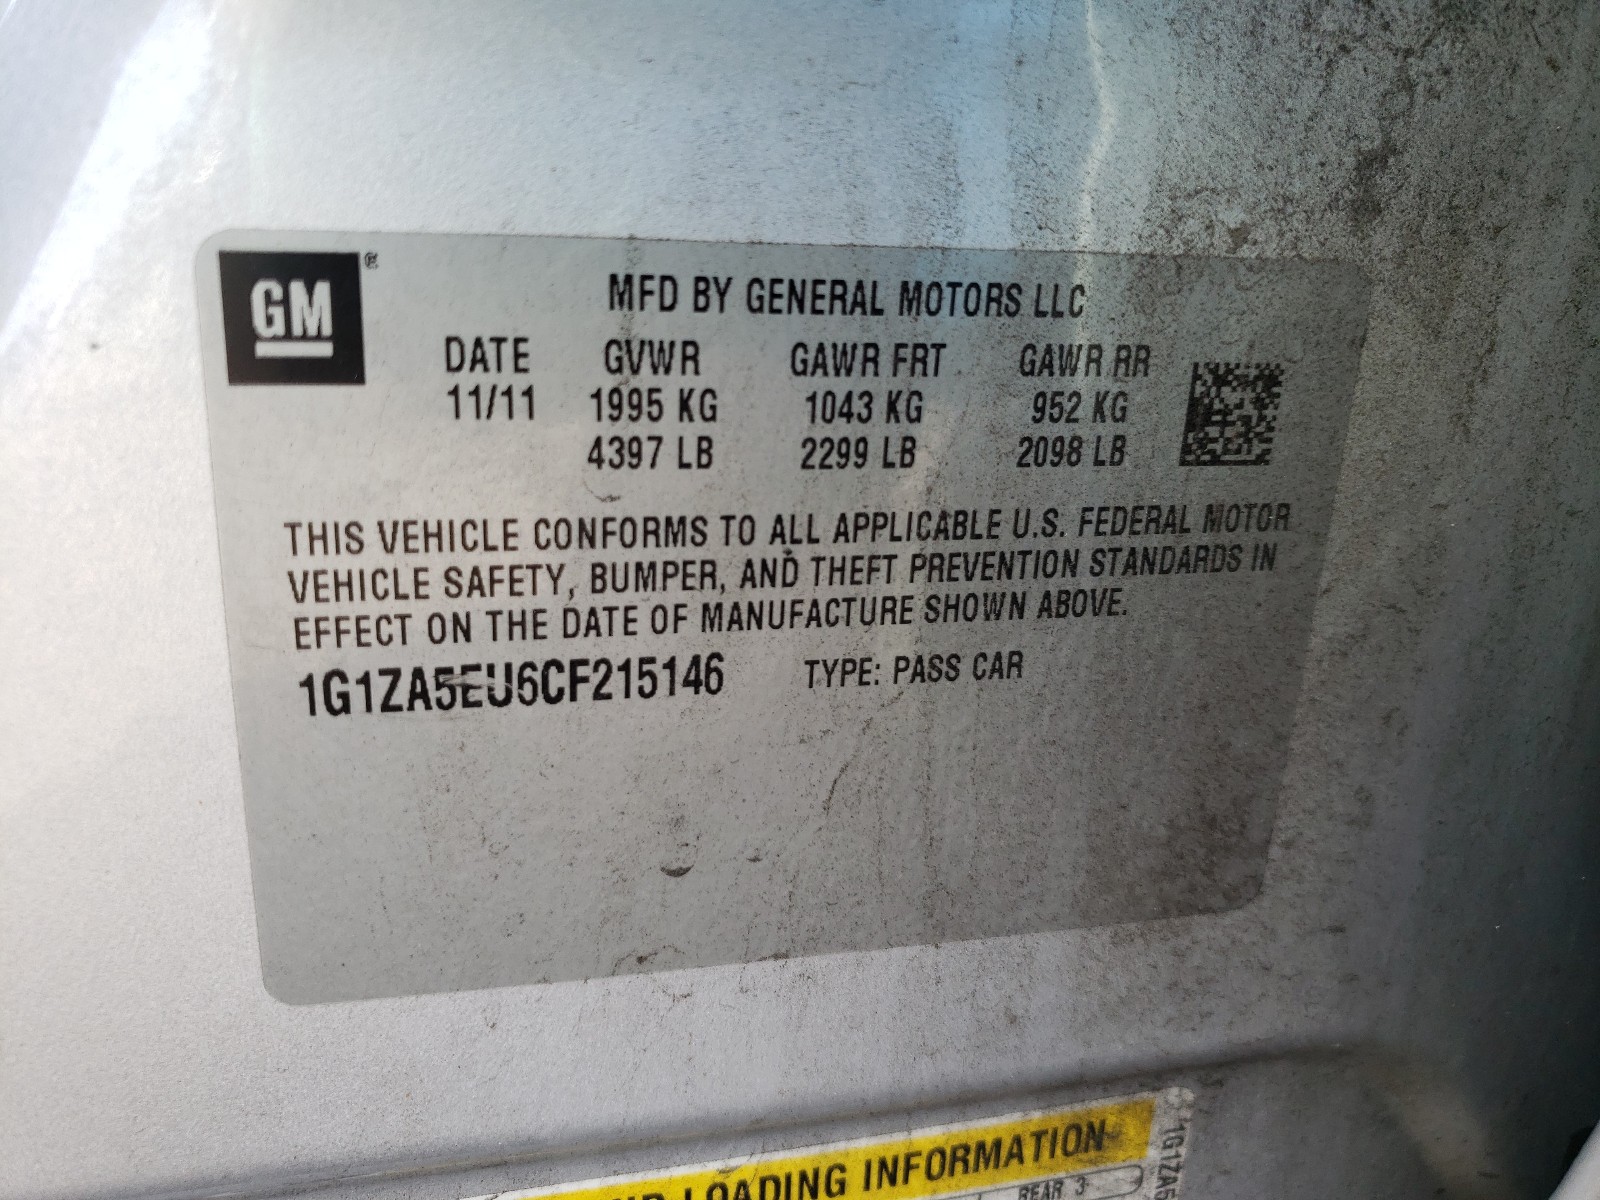 GM®
MFD BY GENERAL MOTORS LLC
DATE GVWR GAWR FRT GAWR RR
11/11 1995 KG 1043 KG 952 KG
4397 LB 2299 LB 2098 LB
THIS VEHICLE CONFORMS TO ALL APPLICABLE U.S. FEDERAL MOTOR
VEHICLE SAFETY, BUMPER, AND THEFT PREVENTION STANDARDS IN
EFFECT ON THE DATE OF MANUFACTURE SHOWN ABOVE.
1G1ZA5EU6CF215146 TYPE: PASS CAR
LOADING INFORMATION
REAR 3
1G1ZA5